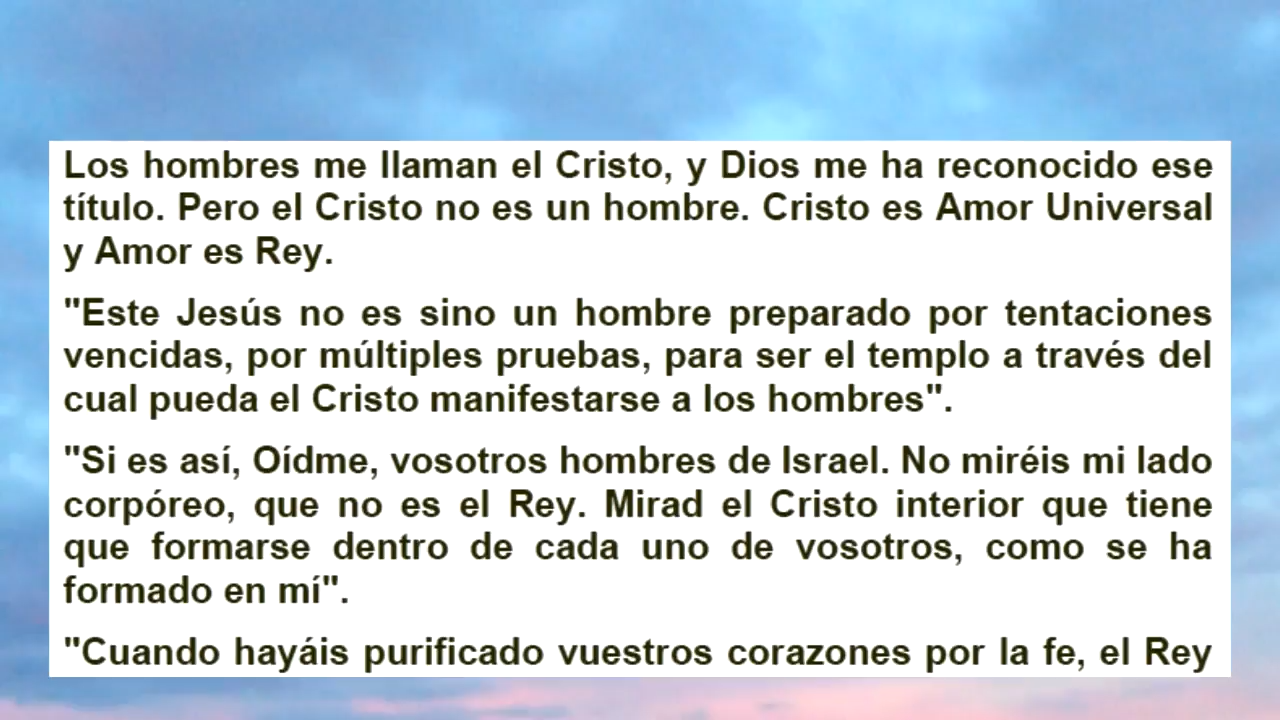 Los hombres me llaman el Cristo, y Dios me ha reconocido ese
título. Pero el Cristo no es un hombre. Cristo es Amor Universal
y Amor es Rey.
"Este Jesús no es sino un hombre preparado por tentaciones
vencidas, por múltiples pruebas, para ser el templo a través del
cual pueda el Cristo manifestarse a los hombres".
"Si es así, Oídme, vosotros hombres de Israel. No miréis mi lado
corpóreo, que no es el Rey. Mirad el Cristo interior que tiene
que formarse dentro de cada uno de vosotros, como se ha
formado en mí".
"Cuando hayáis purificado vuestros corazones por la fe, el Rey